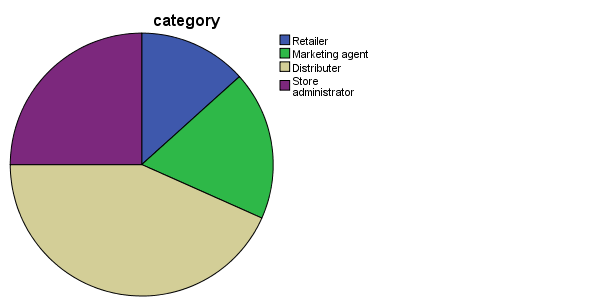 category
Retailer
Marketing agent
Distributer
Store
administrator